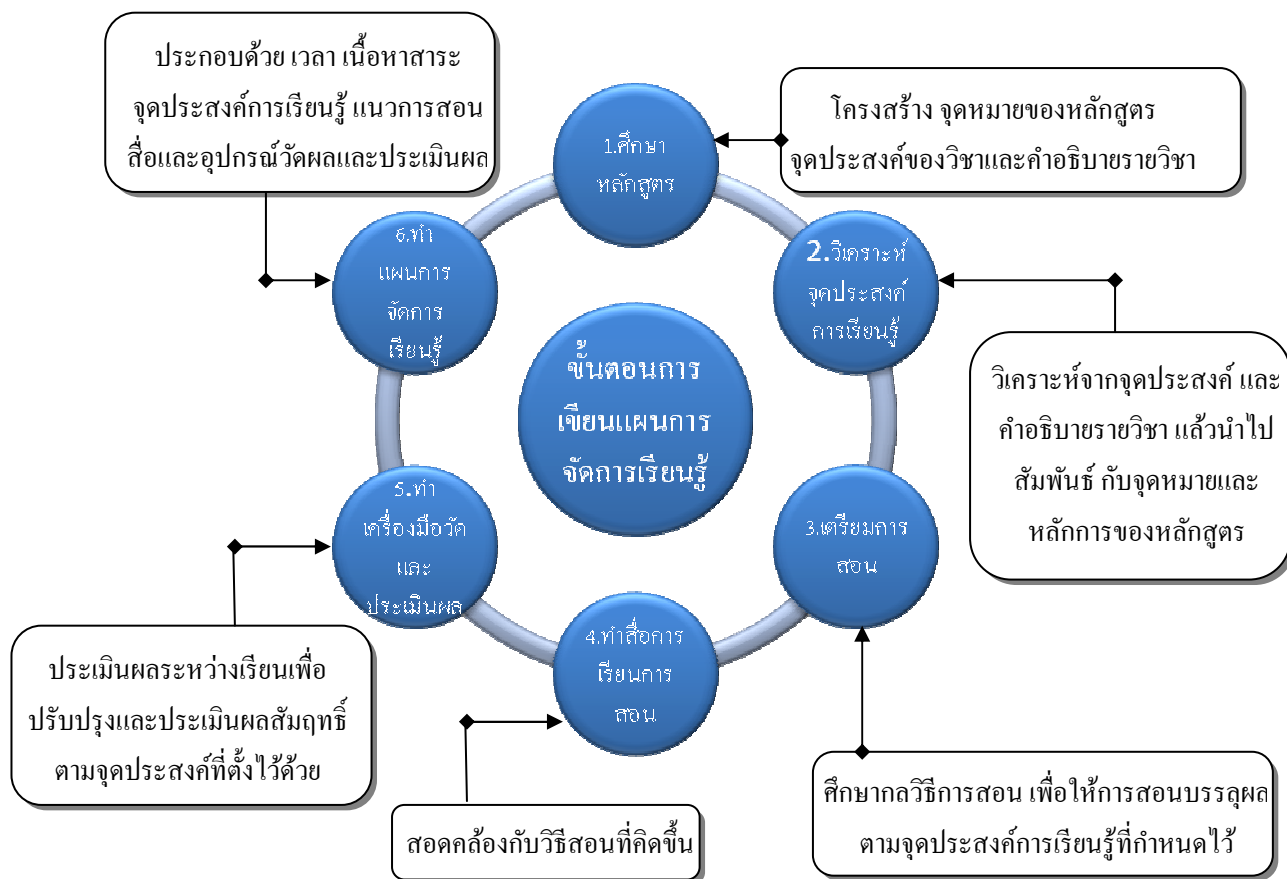 ประกอบด้วย เวลา เนื้อหาสาระ
จุดประสงค์การเรียนรู้ แนวการสอน
สื่อและอุปกรณ์วัดผลและประเมินผล
โครงสร้าง จุดหมายของหลักสูตร
จุดประสงค์ของวิชาและคำอธิบายรายวิชา
1.ศึกษา
หลักสูตร
2.วิเคราะห์
จุดประสงค์
การเรียนรู้
6.ทำ
แผนการ
จัดการ
เรียนรู้
ขั้นตอนการ
เขียนแผนการ
จัดการเรียนรู้
วิเคราะห์จากจุดประสงค์ และ
คำอธิบายรายวิชา แล้วนำไป
สัมพันธ์ กับจุดหมายและ
หลักการของหลักสูตร
5.ทำ
เครื่องมือวัด
และ
ประเมินผล
3.เตรียมการ
สอน
4.ทำสื่อการ
เรียนการ
สอน
ประเมินผลระหว่างเรียนเพื่อ
ปรับปรุงและประเมินผลสัมฤทธิ์
ตามจุดประสงค์ที่ตั้งไว้ด้วย
สอดคล้องกับวิธีสอนที่คิดขึ้น
ศึกษากลวิธีการสอน เพื่อให้การสอนบรรลุผล
ตามจุดประสงค์การเรียนรู้ที่กำหนดไว้